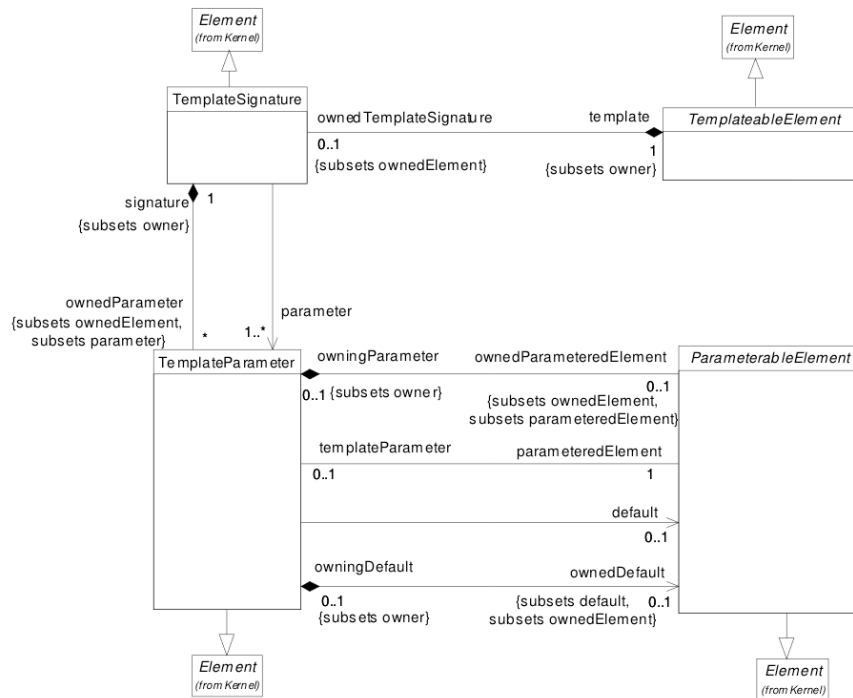 Element
(from Kernel)
Element
(from Kernel)
TemplateSignature
ownedTemplateSignature
template
TemplateableElement
0..1
1
{subsets ownedElement}
{subsets owner}
signature
1
{subsets owner}
ownedParameter
{subsets ownedElement,
subsets parameter}
*
1..*
parameter
TemplateParameter
owningParameter
ownedParameteredElement
ParameterableElement
0..1
{subsets owner}
0..1
{subsets ownedElement,
subsets parameteredElement}
templateParameter
parameteredElement
0..1
1
default
0..1
owningDefault
ownedDefault
0..1
{subsets owner}
{subsets default,
subsets ownedElement}
0..1
Element
(from Kernel)
Element
(from Kernel)